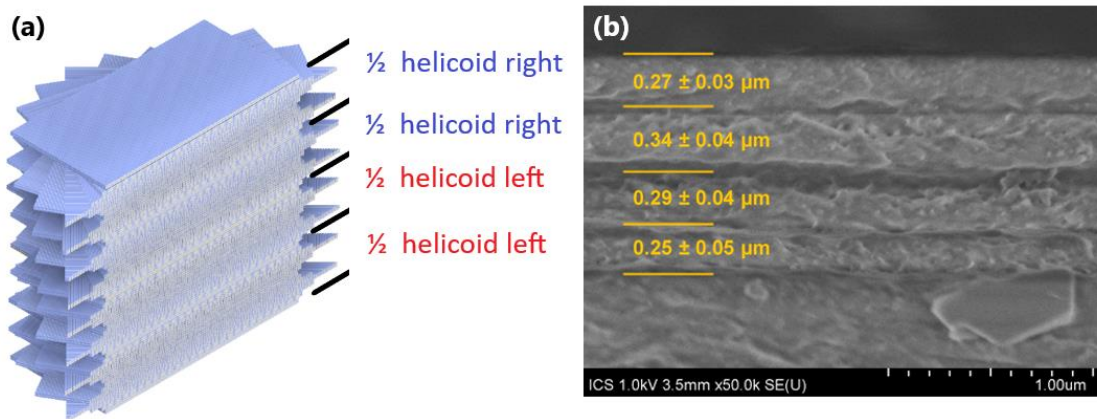 (a)
½ helicoid right
½ helicoid right
½ helicoid left
½ helicoid left
(b)
0.27 ± 0.03 µm
0.34 ± 0.04 µm
0.29 ± 0.04 µm
0.25 ± 0.05 µm
ICS 1.0kV 3.5mm x50.0k SE(U) 1.00um